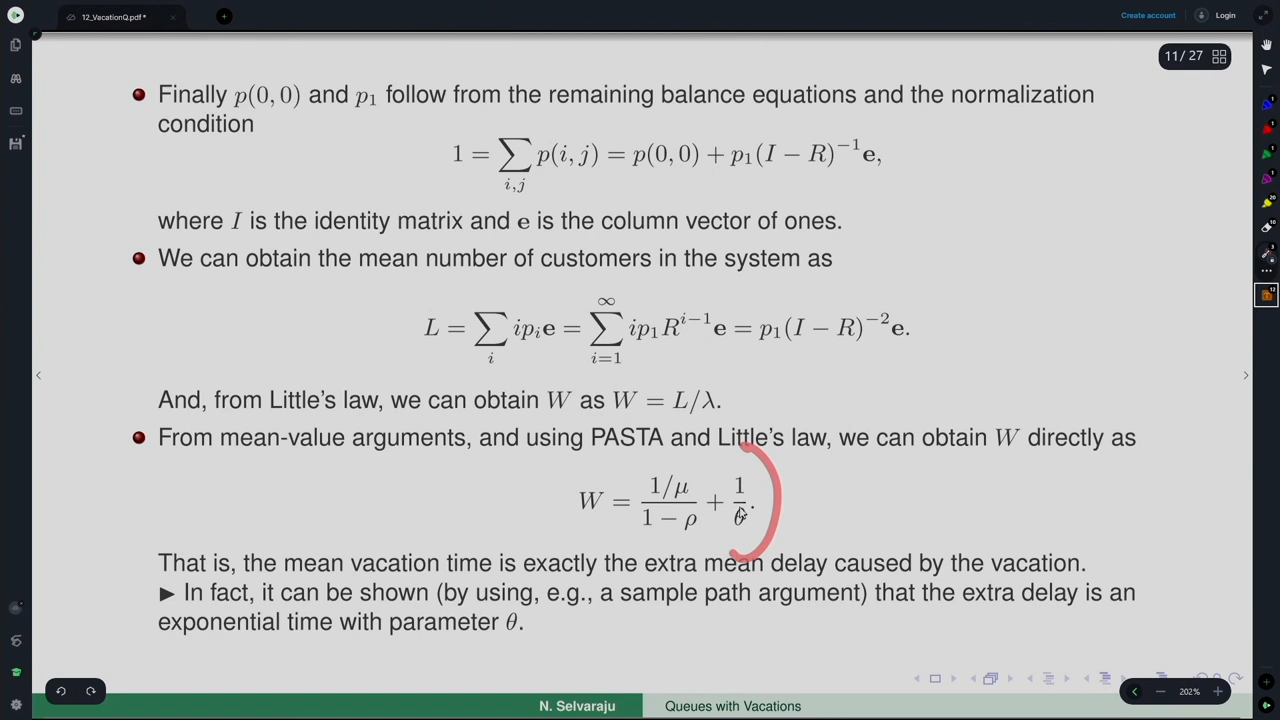 12_VacationQ.pdf *
Create account
Login
11 / 27
Finally p(0, 0) and p₁ follow from the remaining balance equations and the normalization
condition
1 = ∑_{i,j} p(i, j) = p(0, 0) + p₁(I − R)⁻¹e,
where I is the identity matrix and e is the column vector of ones.
We can obtain the mean number of customers in the system as
L = ∑_{i} ip_i e = ∑_{i=1}^{∞} ip₁R^{i−1}e = p₁(I − R)⁻²e.
And, from Little's law, we can obtain W as W = L/λ.
From mean-value arguments, and using PASTA and Little's law, we can obtain W directly as
W = \frac{1/μ}{1 − ρ} + \frac{1}{θ}.
That is, the mean vacation time is exactly the extra mean delay caused by the vacation.
▶ In fact, it can be shown (by using, e.g., a sample path argument) that the extra delay is an
exponential time with parameter θ.
202%
N. Selvaraju
Queues with Vacations